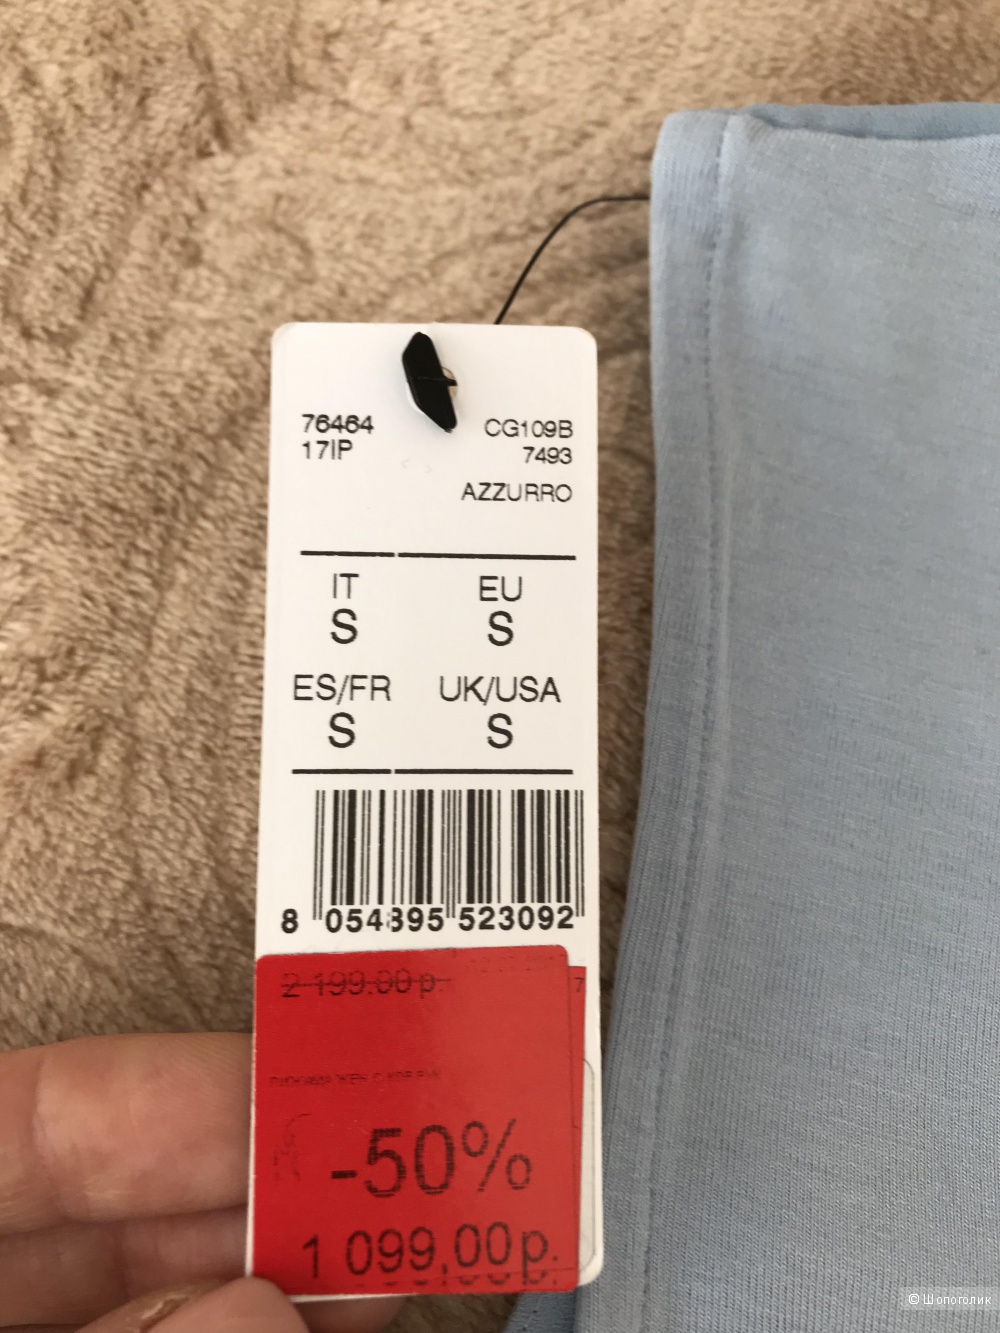 76464
17IP
CG109B
7493
AZZURRO
IT
S
EU
S
ES/FR
S
UK/USA
S
8 054895 523092
2 199.00р.
7
-50%
1 099,00р.
© Шопоголик